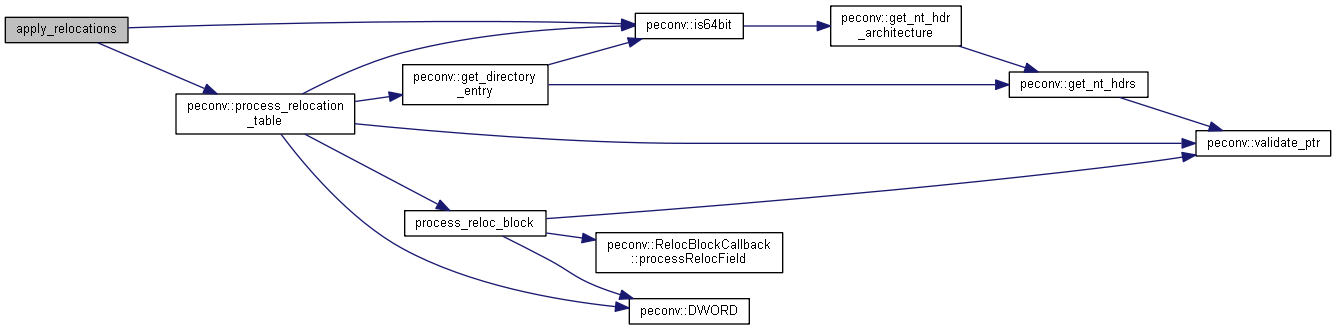 apply_relocations
peconv::is64bit
peconv::get_nt_hdr
_architecture
peconv::get_directory
_entry
peconv::get_nt_hdrs
peconv::process_relocation
_table
peconv::validate_ptr
process_reloc_block
peconv::RelocBlockCallback
::processRelocField
peconv::DWORD